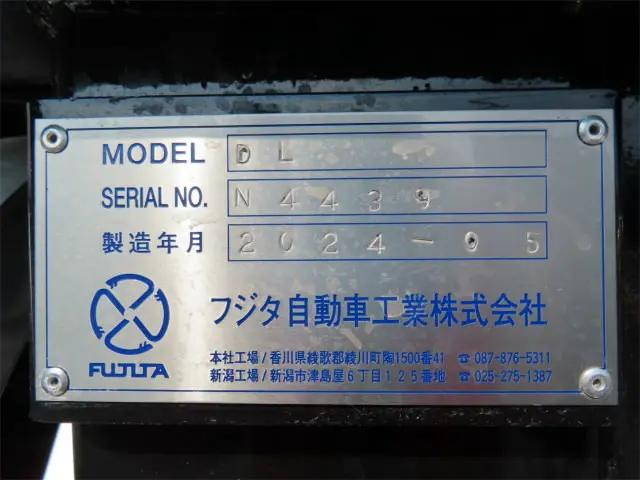 MODEL DL
SERIAL NO. N4439
製造年月 2024-05
フジタ自動車工業株式会社
FUJITA
本社工場/香川県綾歌郡綾川町陶1500番41 ☎087-876-5311
新潟工場/新潟市津島屋6丁目125番地 ☎025-275-1387